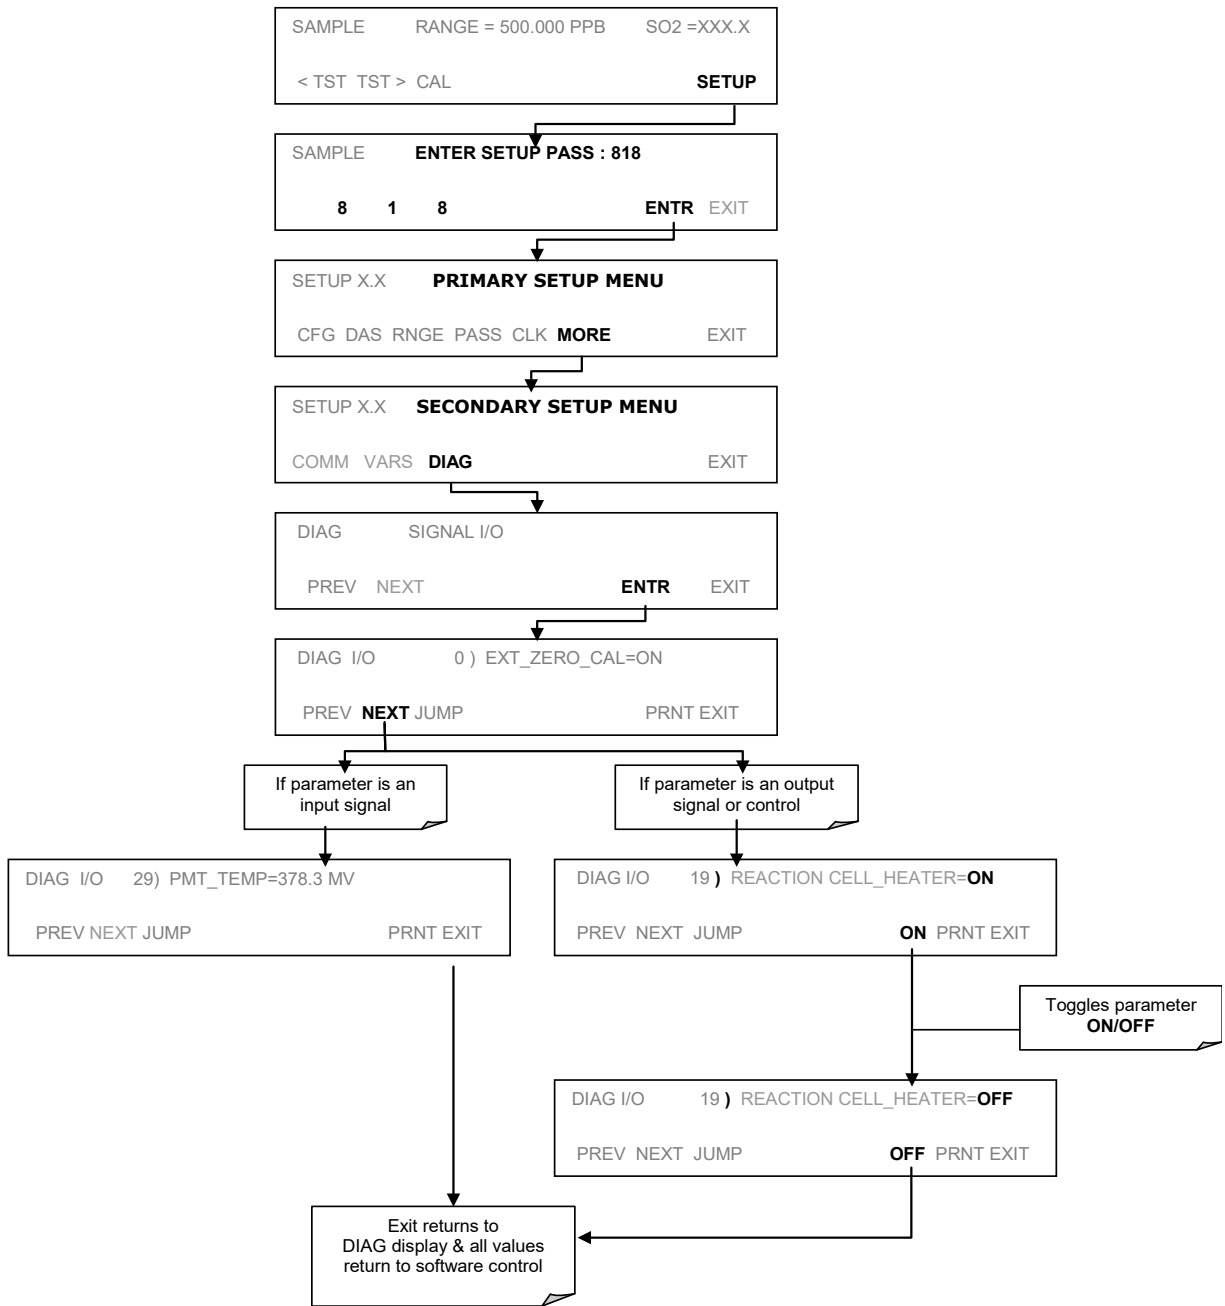 SAMPLE RANGE = 500.000 PPB SO2 =XXX.X
< TST TST > CAL SETUP
SAMPLE ENTER SETUP PASS : 818
8 1 8 ENTR EXIT
SETUP X.X PRIMARY SETUP MENU
CFG DAS RNGE PASS CLK MORE EXIT
SETUP X.X SECONDARY SETUP MENU
COMM VARS DIAG EXIT
DIAG SIGNAL I/O
PREV NEXT ENTR EXIT
DIAG I/O 0 ) EXT_ZERO_CAL=ON
PREV NEXT JUMP PRNT EXIT
If parameter is an
input signal
If parameter is an output
signal or control
DIAG I/O 29) PMT_TEMP=378.3 MV
PREV NEXT JUMP PRNT EXIT
DIAG I/O 19 ) REACTION CELL_HEATER=ON
PREV NEXT JUMP ON PRNT EXIT
Toggles parameter
ON/OFF
DIAG I/O 19 ) REACTION CELL_HEATER=OFF
PREV NEXT JUMP OFF PRNT EXIT
Exit returns to
DIAG display & all values
return to software control